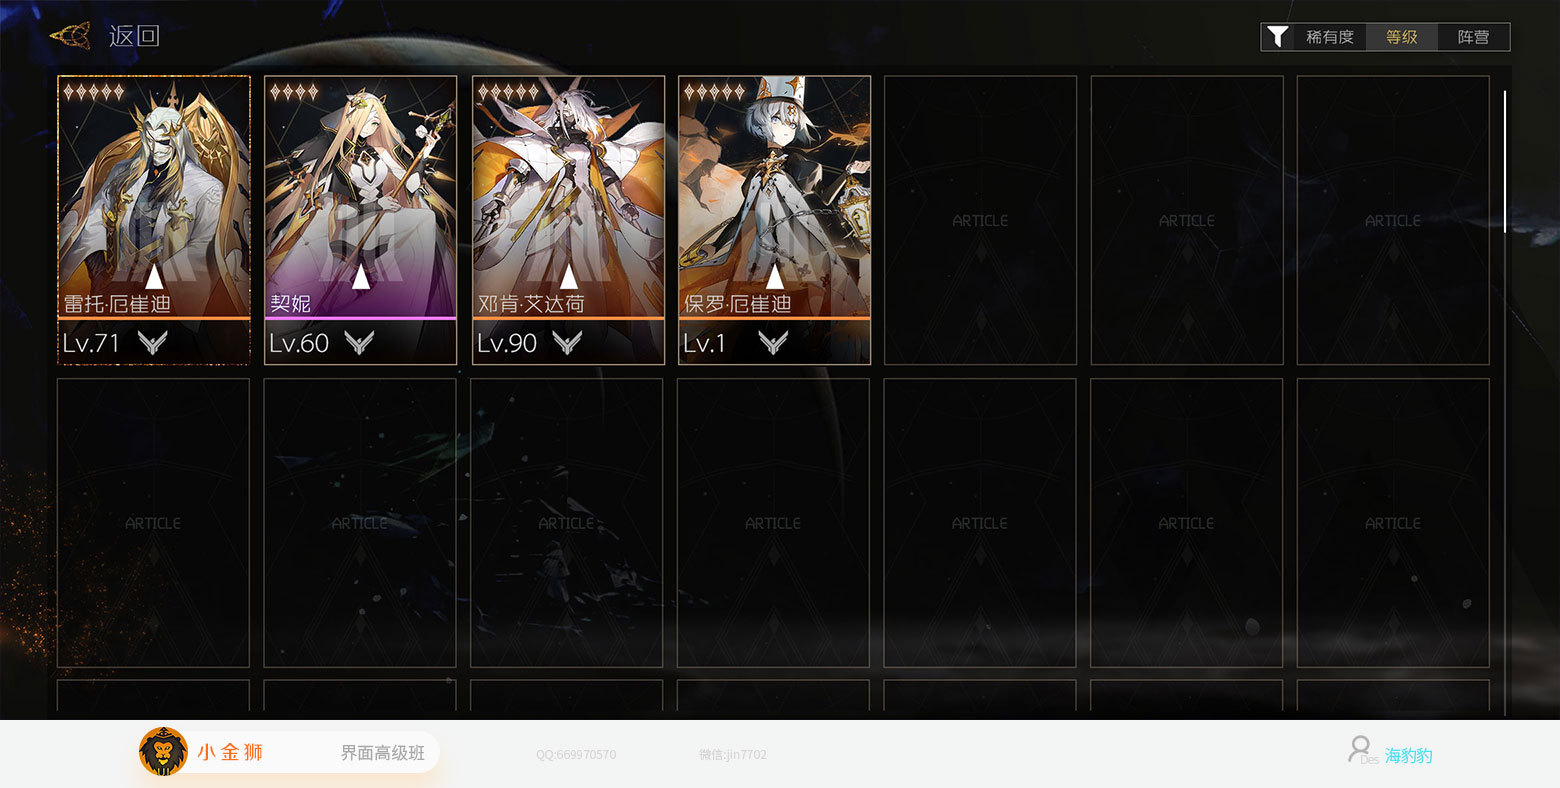 返回
稀有度 等级 阵营
雷托·厄崔迪
Lv.71
契妮
Lv.60
邓肯·艾达荷
Lv.90
保罗·厄崔迪
Lv.1
ARTICLE
ARTICLE
ARTICLE
ARTICLE
ARTICLE
ARTICLE
ARTICLE
ARTICLE
ARTICLE
ARTICLE
小金狮
界面高级班
QQ:669970570
微信:jin7702
Des 海豹豹